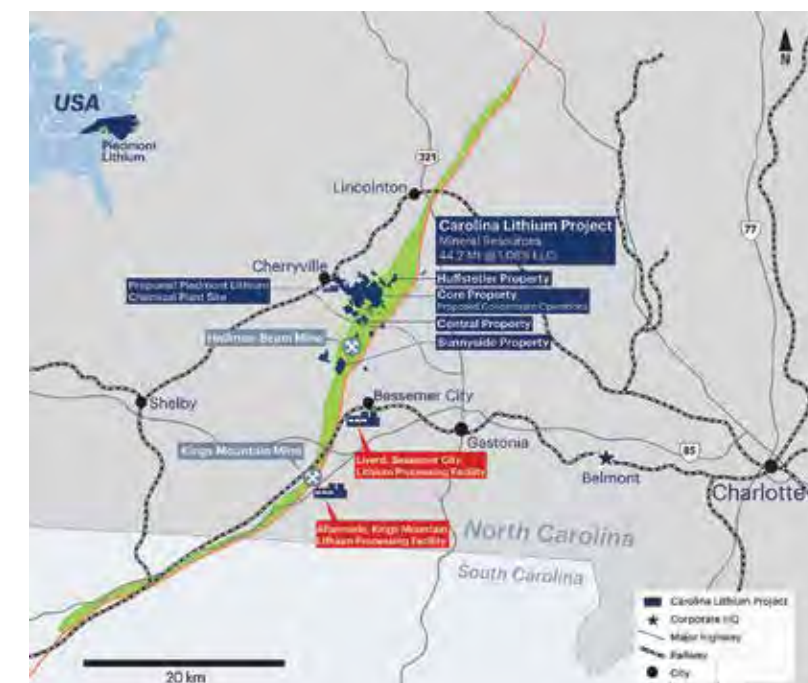 N
USA
Piedmont
Lithium
321
Lincolnton
Carolina Lithium Project
Mineral Resources
77
Cherryville
Huffstetler Property
Proposed Piedmont Lithium
Chemical Plant Site
Core Property
Proposed Concentrate Operations
Central Property
Hallman-Beam Mine
Sunnyside Property
Shelby
Bessemer City
Gastonia
Kings Mountain Mine
Livent, Bessemer City
Lithium Processing Facility
85
Belmont
Charlotte
Albemarle, Kings Mountain
Lithium Processing Facility
North Carolina
South Carolina
Carolina Lithium Project
Corporate HQ
Major highway
Railway
City
20 km